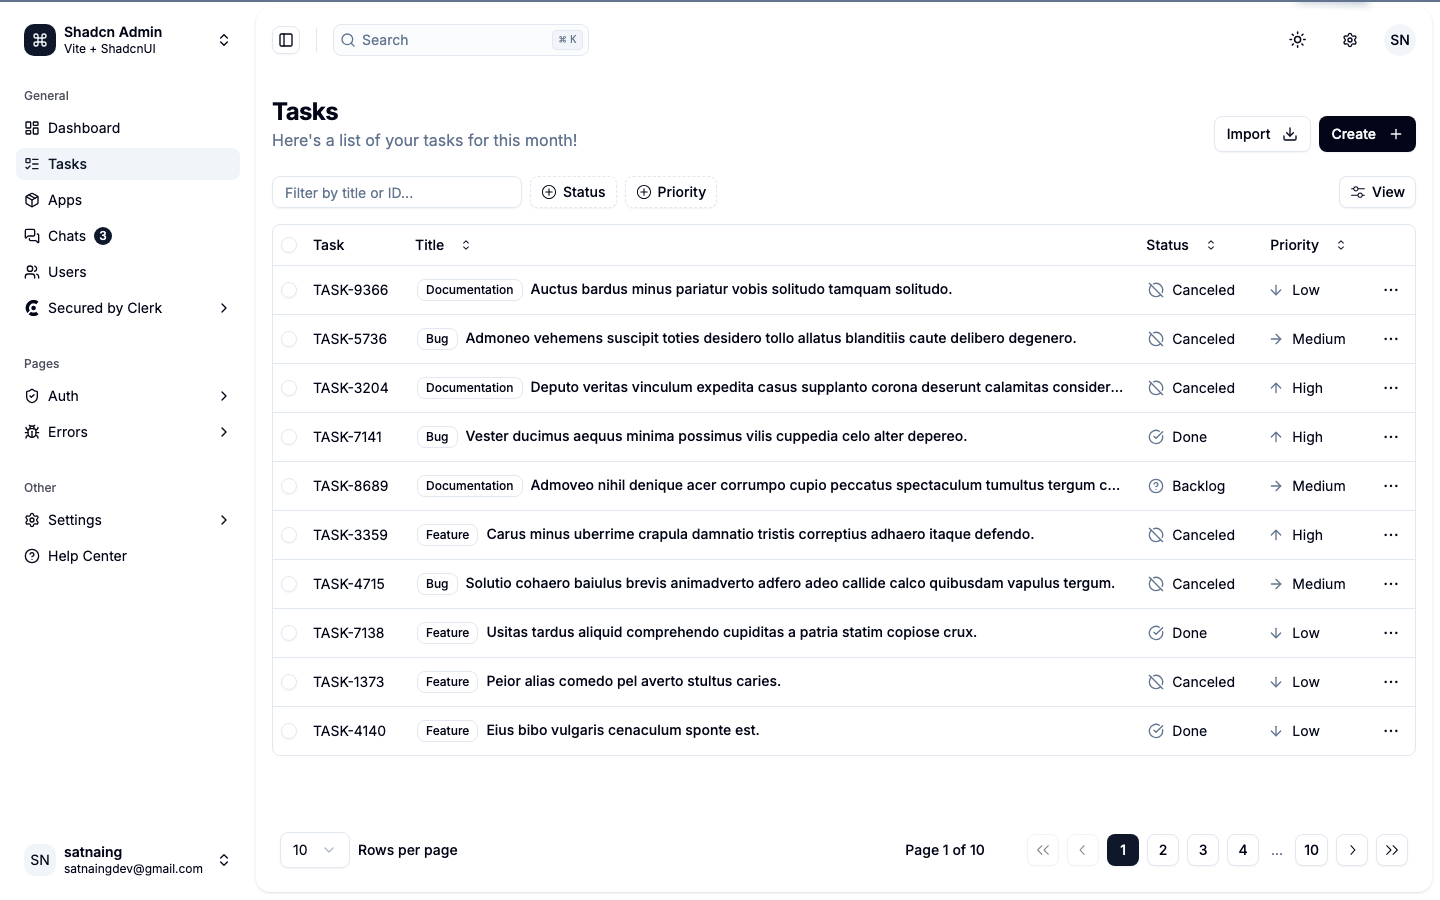 Shadcn Admin
Vite + ShadcnUI
General
Dashboard
Tasks
Apps
Chats 3
Users
Secured by Clerk
Pages
Auth
Errors
Other
Settings
Help Center
SN
satnaing
satnaingdev@gmail.com
Search ⌘ K
SN
Tasks
Here's a list of your tasks for this month!
Import
Create
Filter by title or ID...
Status
Priority
View
Task Title Status Priority
TASK-9366 Documentation Auctus bardus minus pariatur vobis solitudo tamquam solitudo. Canceled Low
TASK-5736 Bug Admoneo vehemens suscipit toties desidero tollo allatus blanditiis caute delibero degenero. Canceled Medium
TASK-3204 Documentation Deputo veritas vinculum expedita casus supplanto corona deserunt calamitas consider... Canceled High
TASK-7141 Bug Vester ducimus aequus minima possimus vilis cuppedia celo alter depereo. Done High
TASK-8689 Documentation Admoveo nihil denique acer corrumpo cupio peccatus spectaculum tumultus tergum c... Backlog Medium
TASK-3359 Feature Carus minus uberrime crapula damnatio tristis correptius adhaero itaque defendo. Canceled High
TASK-4715 Bug Solutio cohaero baiulus brevis animadverto adfero adeo callide calco quibusdam vapulus tergum. Canceled Medium
TASK-7138 Feature Usitas tardus aliquid comprehendo cupiditas a patria statim copiose crux. Done Low
TASK-1373 Feature Peior alias comedo pel averto stultus caries. Canceled Low
TASK-4140 Feature Eius bibo vulgaris cenaculum sponte est. Done Low
10 Rows per page
Page 1 of 10
1 2 3 4 ... 10